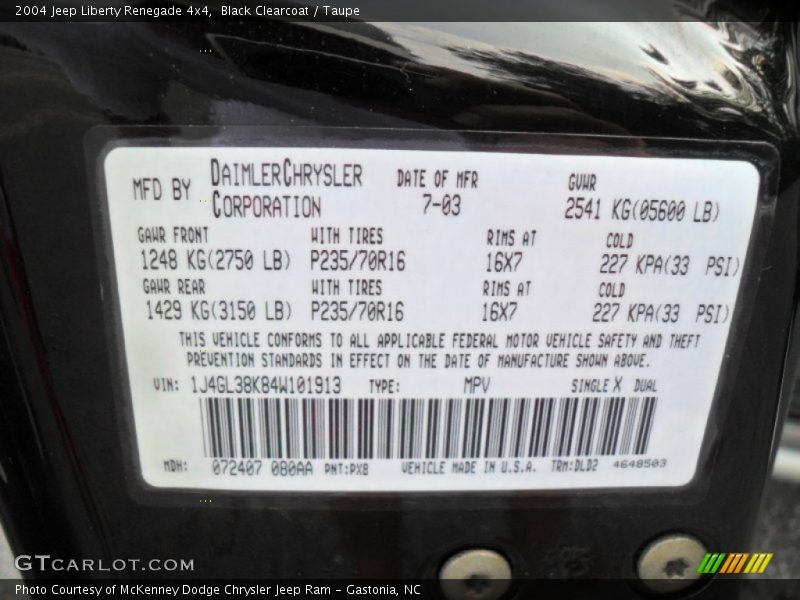 2004 Jeep Liberty Renegade 4x4, Black Clearcoat / Taupe
MFD BY DAIMLERCHRYSLER CORPORATION DATE OF MFR 7-03 GVWR 2541 KG(05600 LB)
GAWR FRONT WITH TIRES RIMS AT COLD
1248 KG(2750 LB) P235/70R16 16X7 227 KPA(33 PSI)
GAWR REAR WITH TIRES RIMS AT COLD
1429 KG(3150 LB) P235/70R16 16X7 227 KPA(33 PSI)
THIS VEHICLE CONFORMS TO ALL APPLICABLE FEDERAL MOTOR VEHICLE SAFETY AND THEFT
PREVENTION STANDARDS IN EFFECT ON THE DATE OF MANUFACTURE SHOWN ABOVE.
VIN: 1J4GL38K84W101913 TYPE: MPV SINGLE X DUAL
MDH: 072407 080AA PNT:PX8 VEHICLE MADE IN U.S.A. TRM:DLD2 4648503
GTCARLOT.COM
Photo Courtesy of McKenney Dodge Chrysler Jeep Ram - Gastonia, NC